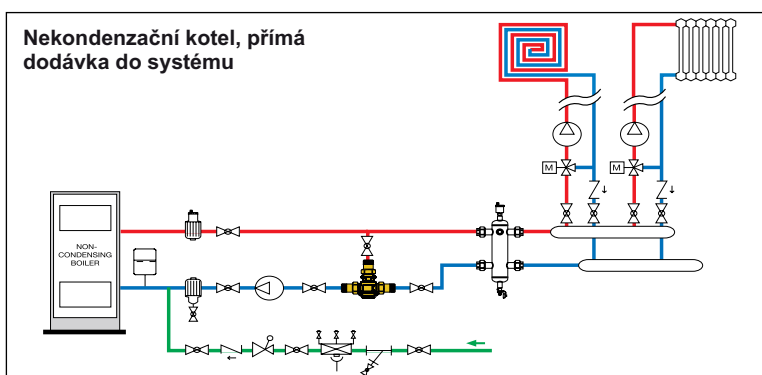 Nekondenzační kotel, přímá
dodávka do systému
M
M
NON-
CONDENSING
BOILER